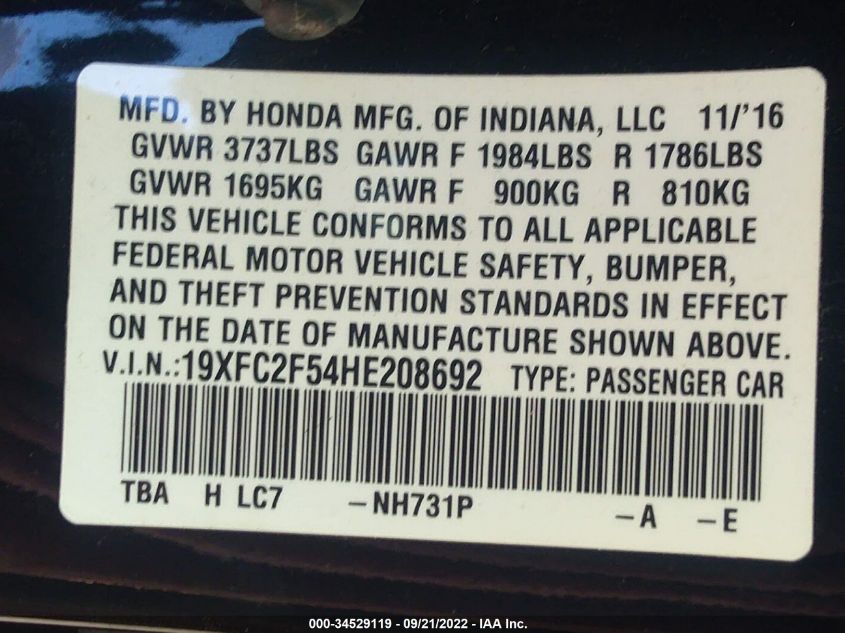 MFD. BY HONDA MFG. OF INDIANA, LLC 11/'16
GVWR 3737LBS GAWR F 1984LBS R 1786LBS
GVWR 1695KG GAWR F 900KG R 810KG
THIS VEHICLE CONFORMS TO ALL APPLICABLE
FEDERAL MOTOR VEHICLE SAFETY, BUMPER,
AND THEFT PREVENTION STANDARDS IN EFFECT
ON THE DATE OF MANUFACTURE SHOWN ABOVE.
V.I.N.:19XFC2F54HE208692 TYPE: PASSENGER CAR
TBA H LC7 -NH731P -A -E
000-34529119 - 09/21/2022 - IAA Inc.